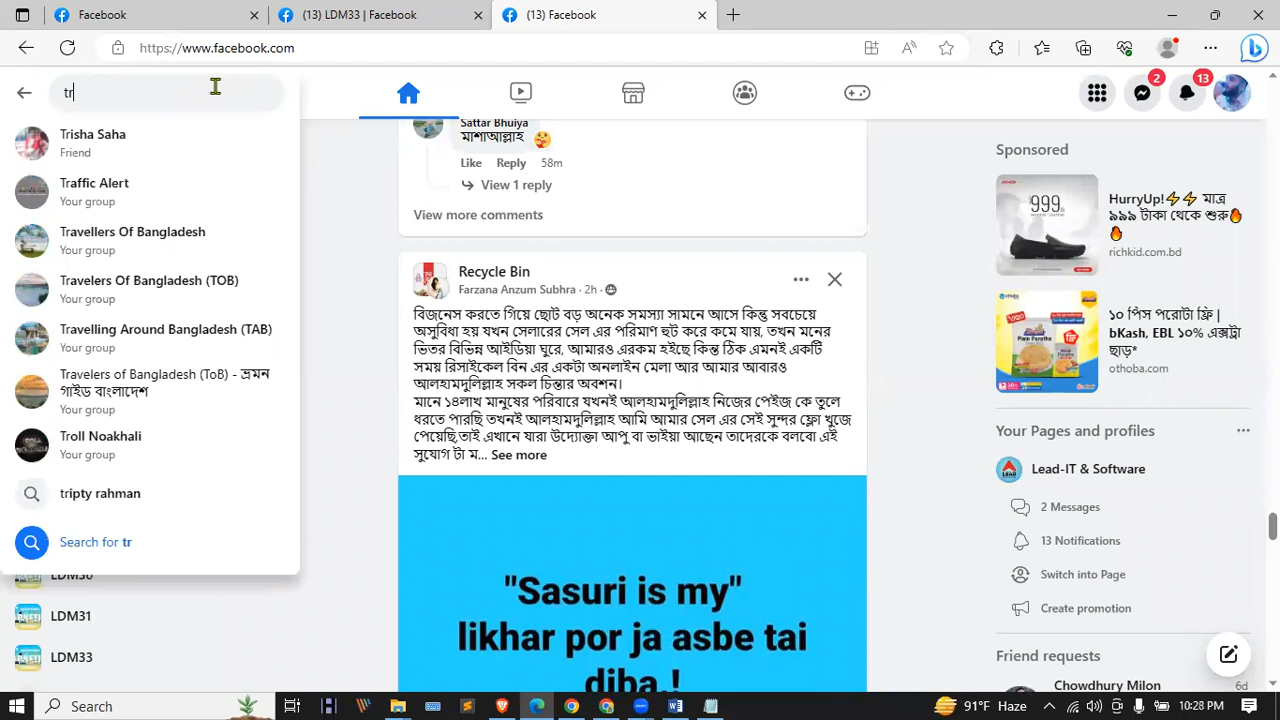 Facebook
(13) LDM33 | Facebook
(13) Facebook
https://www.facebook.com
tr
2
13
Trisha Saha
Friend
Traffic Alert
Your group
Travellers Of Bangladesh
Your group
Travelers Of Bangladesh (TOB)
Your group
Travelling Around Bangladesh (TAB)
Your group
Travelers of Bangladesh (ToB) - ভ্রমন
গাইড বাংলাদেশ
Your group
Troll Noakhali
Your group
tripty rahman
Search for tr
LDM30
LDM31
LDM33
Sattar Bhuiya
মাশাআল্লাহ
Like Reply 58m
View 1 reply
View more comments
Recycle Bin
Farzana Anzum Subhra · 2h ·
বিজনেস করতে গিয়ে ছোট বড় অনেক সমস্যা সামনে আসে কিন্তু সবচেয়ে
অসুবিধা হয় যখন সেলারের সেল এর পরিমাণ হুট করে কমে যায়, তখন মনের
ভিতর বিভিন্ন আইডিয়া ঘুরে, আমারও এরকম হইছে কিন্ত ঠিক এমনই একটি
সময় রিসাইকেল বিন এর একটা অনলাইন মেলা আর আমার আবারও
আলহামদুলিল্লাহ সকল চিন্তার অবশন।
মানে ১৪লাখ মানুষের পরিবারে যখনই আলহামদুলিল্লাহ নিজের পেইজ কে তুলে
ধরতে পারছি তখনই আলহামদুলিল্লাহ আমি আমার সেল এর সেই সুন্দর ফ্লো খুজে
পেয়েছি,তাই এখানে যারা উদ্যোক্তা আপু বা ভাইয়া আছেন তাদেরকে বলবো এই
সুযোগ টা ম... See more
"Sasuri is my"
likhar por ja asbe tai
diba.!
Sponsored
999
HurryUp!⚡⚡ মাত্র
৯৯৯ টাকা থেকে শুরু🔥
🔥
richkid.com.bd
১০ পিস পরোটা ফ্রি |
bKash, EBL ১০% এক্সট্রা
ছাড়*
othoba.com
Your Pages and profiles
Lead-IT & Software
2 Messages
13 Notifications
Switch into Page
Create promotion
Friend requests
Chowdhury Milon
6d
Search
91°F Haze
10:28 PM